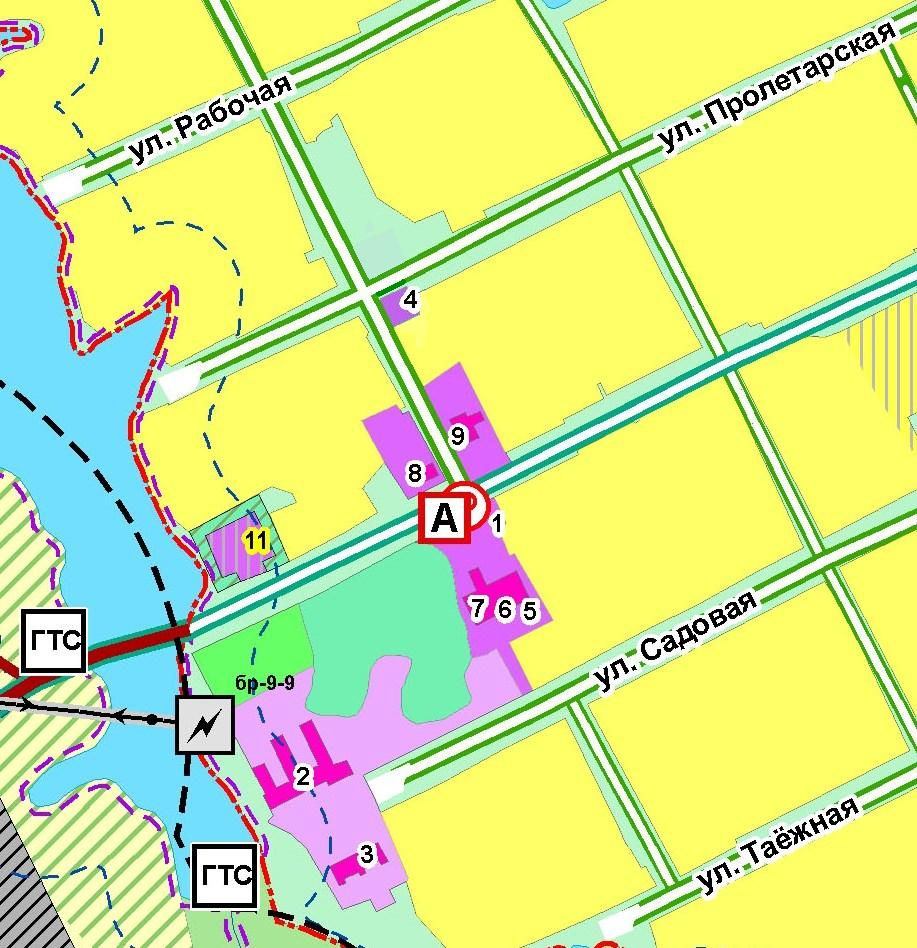 ул. Рабочая
ул. Пролетарская
4
9
8
А
1
11
7 6 5
ул. Садовая
ГТС
бр-9-9
2
ул. Таёжная
3
ГТС